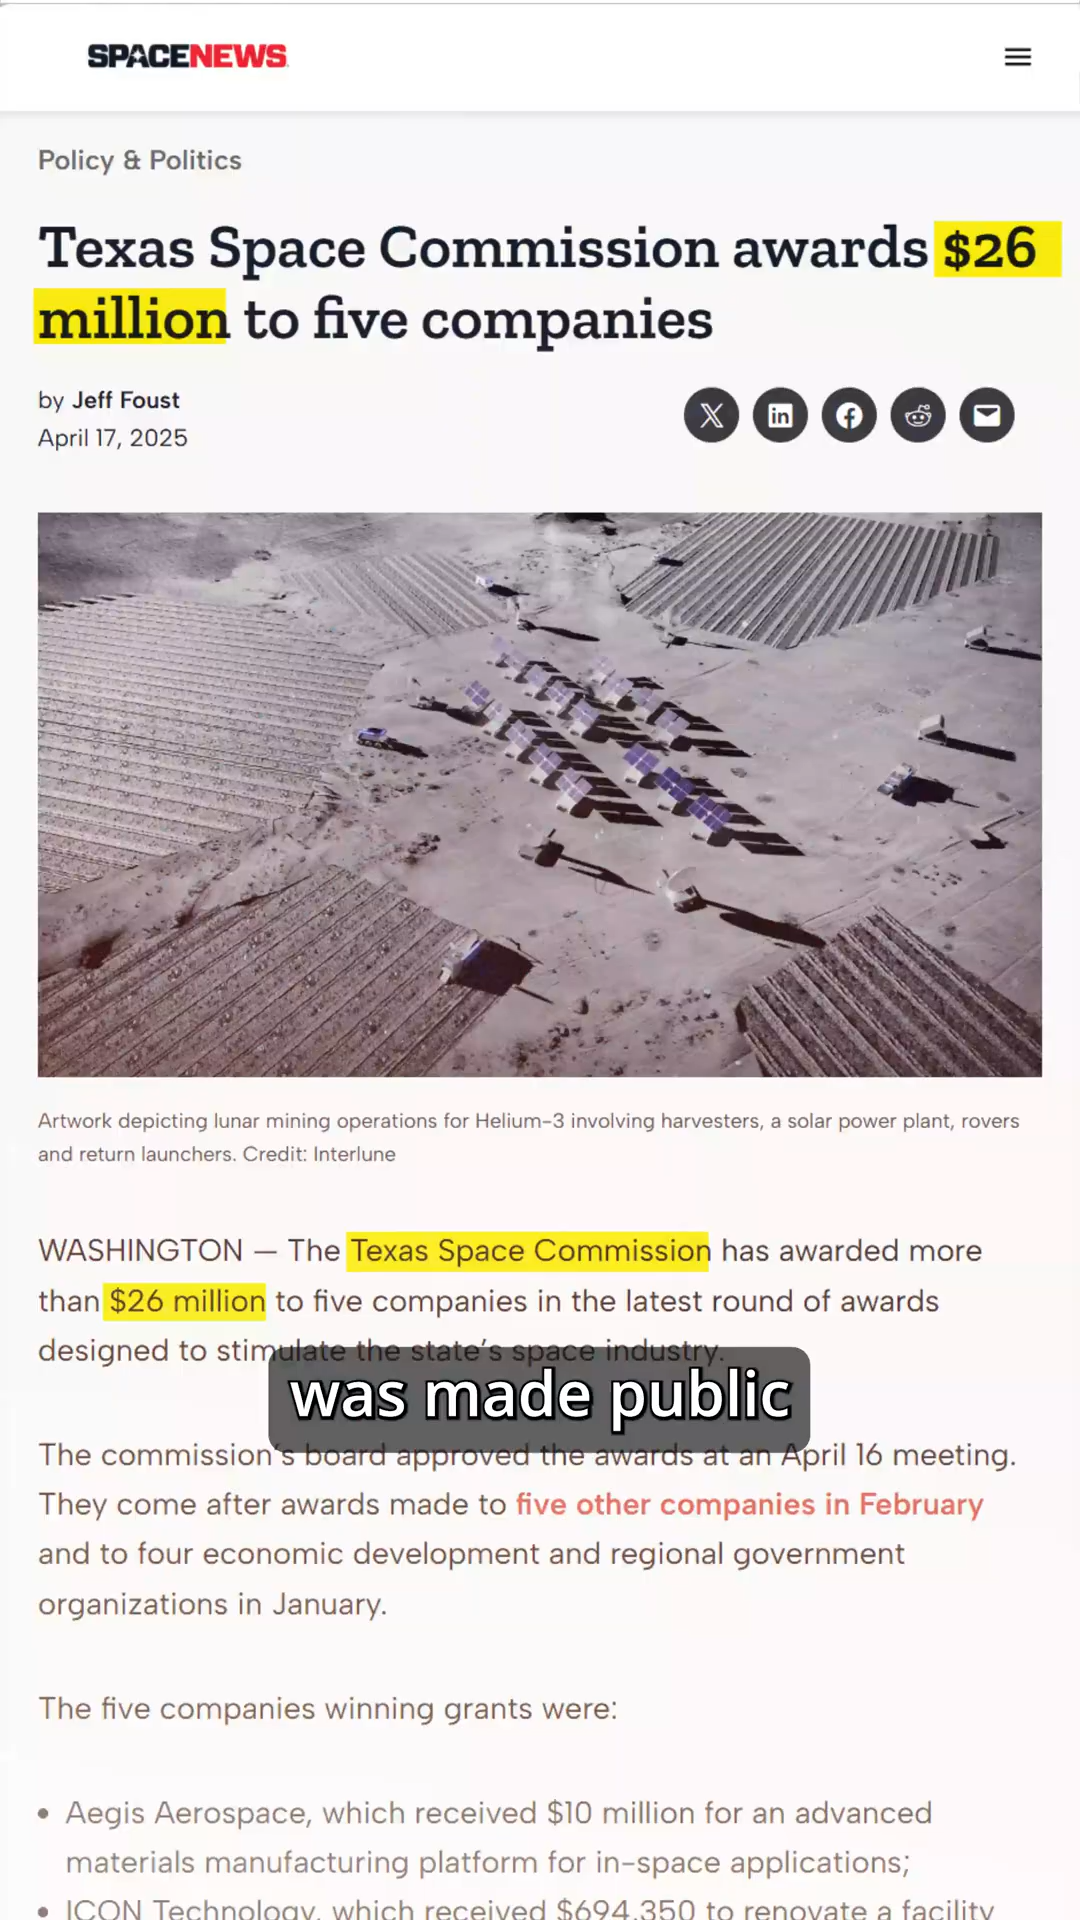 SPACENEWS
Policy & Politics
Texas Space Commission awards $26
million to five companies
by Jeff Foust
April 17, 2025
Artwork depicting lunar mining operations for Helium-3 involving harvesters, a solar power plant, rovers
and return launchers. Credit: Interlune
WASHINGTON — The Texas Space Commission has awarded more
than $26 million to five companies in the latest round of awards
designed to stimulate the state's space industry.
was made public
The commission's board approved the awards at an April 16 meeting.
They come after awards made to five other companies in February
and to four economic development and regional government
organizations in January.
The five companies winning grants were:
• Aegis Aerospace, which received $10 million for an advanced
materials manufacturing platform for in-space applications;
• ICON Technology, which received $694,350 to renovate a facility